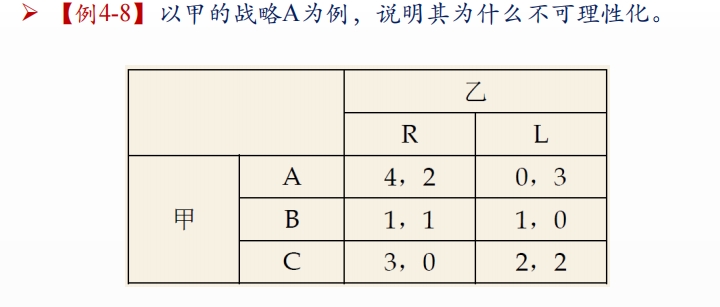 ➤ 【例4-8】以甲的战略A为例，说明其为什么不可理性化。
乙
R L
A 4，2 0，3
甲 B 1，1 1，0
C 3，0 2，2